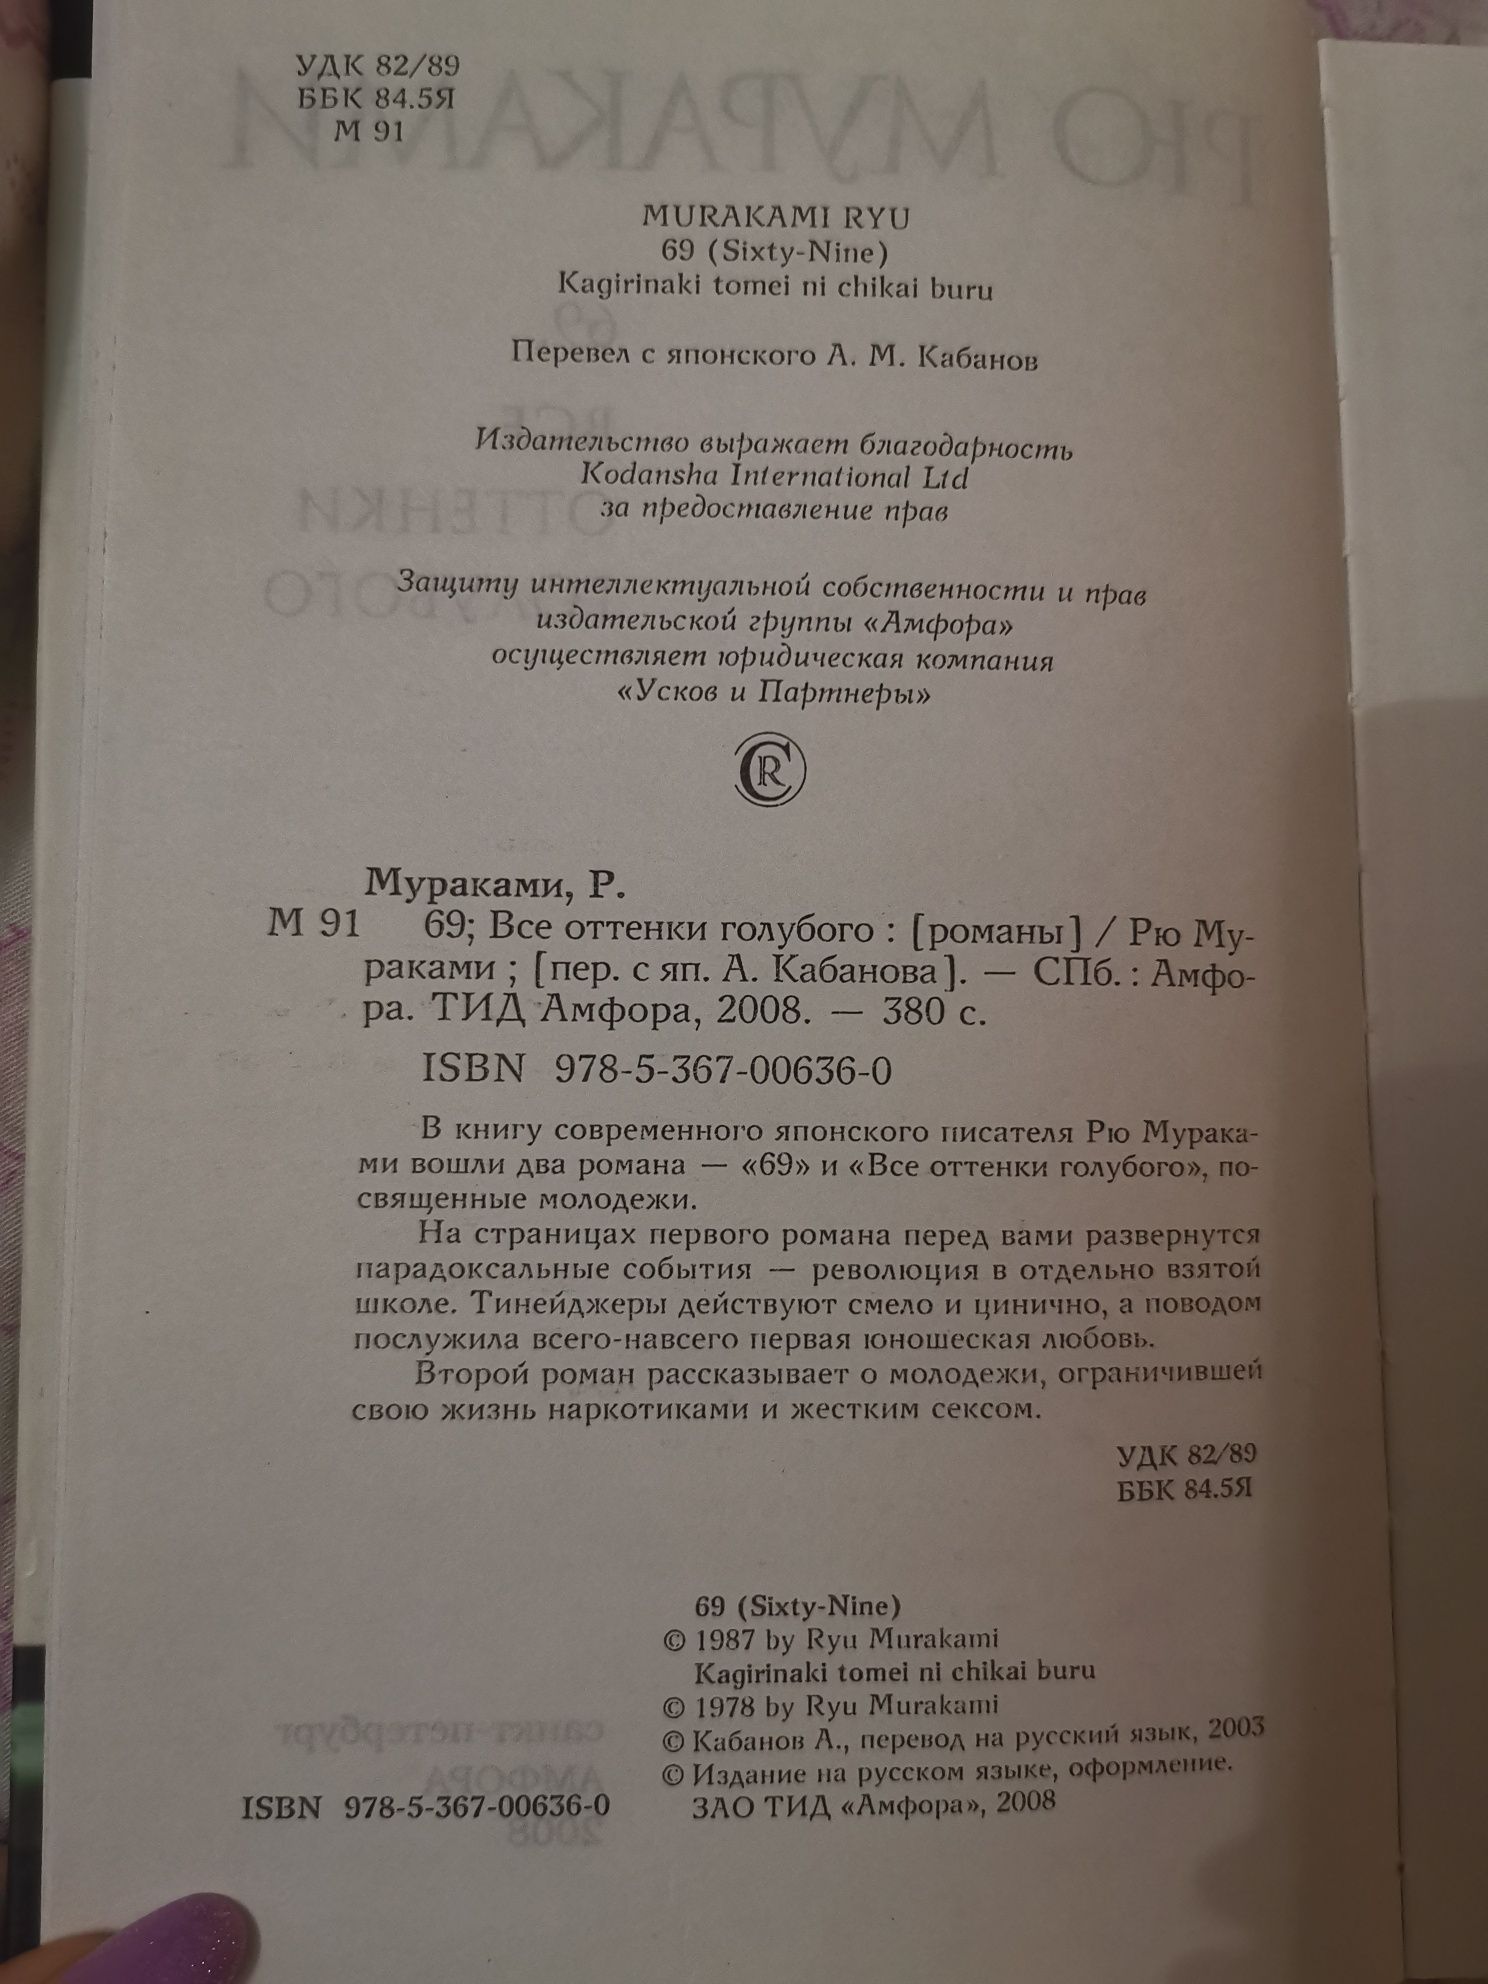 УДК 82/89
ББК 84.5Я
М 91
MURAKAMI RYU
69 (Sixty-Nine)
Kagirinaki tomei ni chikai buru
Перевел с японского А. М. Кабанов
Издательство выражает благодарность
Kodansha International Ltd
за предоставление прав
Защиту интеллектуальной собственности и прав
издательской группы «Амфора»
осуществляет юридическая компания
«Усков и Партнеры»
CR
Мураками, Р.
М 91 69; Все оттенки голубого : [романы] / Рю Му-
раками ; [пер. с яп. А. Кабанова]. — СПб. : Амфо-
ра. ТИД Амфора, 2008. — 380 с.
ISBN 978-5-367-00636-0
В книгу современного японского писателя Рю Мурака-
ми вошли два романа — «69» и «Все оттенки голубого», по-
священные молодежи.
На страницах первого романа перед вами развернутся
парадоксальные события — революция в отдельно взятой
школе. Тинейджеры действуют смело и цинично, а поводом
послужила всего-навсего первая юношеская любовь.
Второй роман рассказывает о молодежи, ограничившей
свою жизнь наркотиками и жестким сексом.
УДК 82/89
ББК 84.5Я
69 (Sixty-Nine)
© 1987 by Ryu Murakami
Kagirinaki tomei ni chikai buru
© 1978 by Ryu Murakami
© Кабанов А., перевод на русский язык, 2003
© Издание на русском языке, оформление.
ЗАО ТИД «Амфора», 2008
ISBN 978-5-367-00636-0